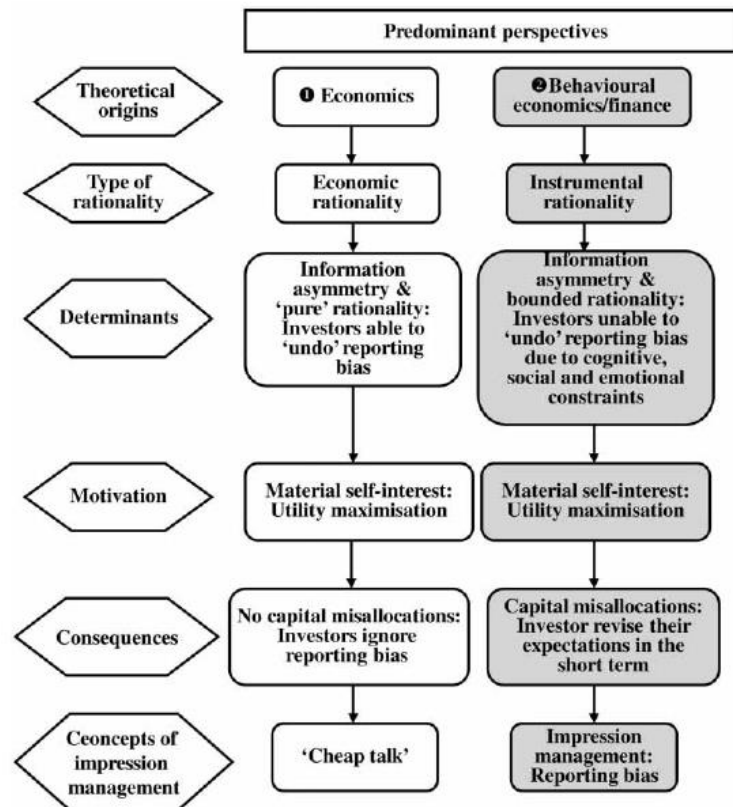 Predominant perspectives
Theoretical
origins
❶ Economics
❷Behavioural
economics/finance
Type of
rationality
Economic
rationality
Instrumental
rationality
Determinants
Information
asymmetry &
‘pure’ rationality:
Investors able to
‘undo’ reporting
bias
Information
asymmetry &
bounded rationality:
Investors unable to
‘undo’ reporting bias
due to cognitive,
social and emotional
constraints
Motivation
Material self-interest:
Utility maximisation
Material self-interest:
Utility maximisation
Consequences
No capital misallocations:
Investors ignore
reporting bias
Capital misallocations:
Investor revise their
expectations in the
short term
Ceoncepts of
impression
management
‘Cheap talk’
Impression
management:
Reporting bias